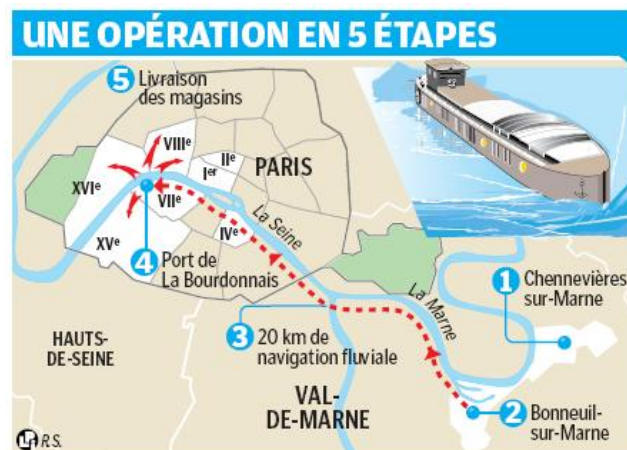 UNE OPÉRATION EN 5 ÉTAPES
5 Livraison
des magasins
VIIIe
IIe
Ier
PARIS
XVIe
VIIe
La Seine
XVe
IVe
4 Port de
La Bourdonnais
1 Chennevières
sur-Marne
La Marne
3 20 km de
navigation fluviale
HAUTS-
DE-SEINE
VAL-
DE-MARNE
2 Bonneuil-
sur-Marne
R.S.